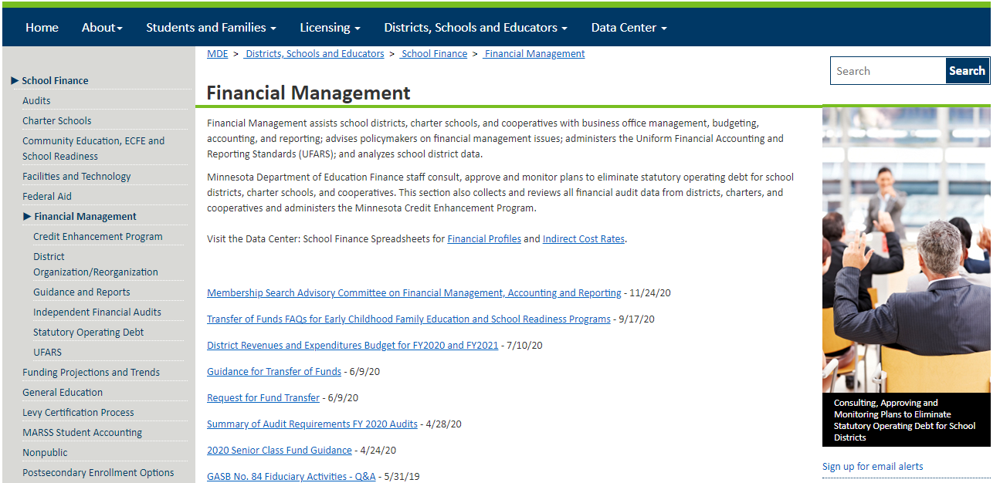 Home About Students and Families Licensing Districts, Schools and Educators Data Center
MDE > Districts, Schools and Educators > School Finance > Financial Management
Search Search
School Finance
Audits
Charter Schools
Community Education, ECFE and
School Readiness
Facilities and Technology
Federal Aid
Financial Management
Credit Enhancement Program
District
Organization/Reorganization
Guidance and Reports
Independent Financial Audits
Statutory Operating Debt
UFARS
Funding Projections and Trends
General Education
Levy Certification Process
MARSS Student Accounting
Nonpublic
Postsecondary Enrollment Options
Financial Management
Financial Management assists school districts, charter schools, and cooperatives with business office management, budgeting,
accounting, and reporting; advises policymakers on financial management issues; administers the Uniform Financial Accounting and
Reporting Standards (UFARS); and analyzes school district data.
Minnesota Department of Education Finance staff consult, approve and monitor plans to eliminate statutory operating debt for school
districts, charter schools, and cooperatives. This section also collects and reviews all financial audit data from districts, charters, and
cooperatives and administers the Minnesota Credit Enhancement Program.
Visit the Data Center: School Finance Spreadsheets for Financial Profiles and Indirect Cost Rates.
Membership Search Advisory Committee on Financial Management, Accounting and Reporting - 11/24/20
Transfer of Funds FAQs for Early Childhood Family Education and School Readiness Programs - 9/17/20
District Revenues and Expenditures Budget for FY2020 and FY2021 - 7/10/20
Guidance for Transfer of Funds - 6/9/20
Request for Fund Transfer - 6/9/20
Summary of Audit Requirements FY 2020 Audits - 4/28/20
2020 Senior Class Fund Guidance - 4/24/20
GASB No. 84 Fiduciary Activities - Q&A - 5/31/19
Consulting, Approving and
Monitoring Plans to Eliminate
Statutory Operating Debt for School
Districts
Sign up for email alerts